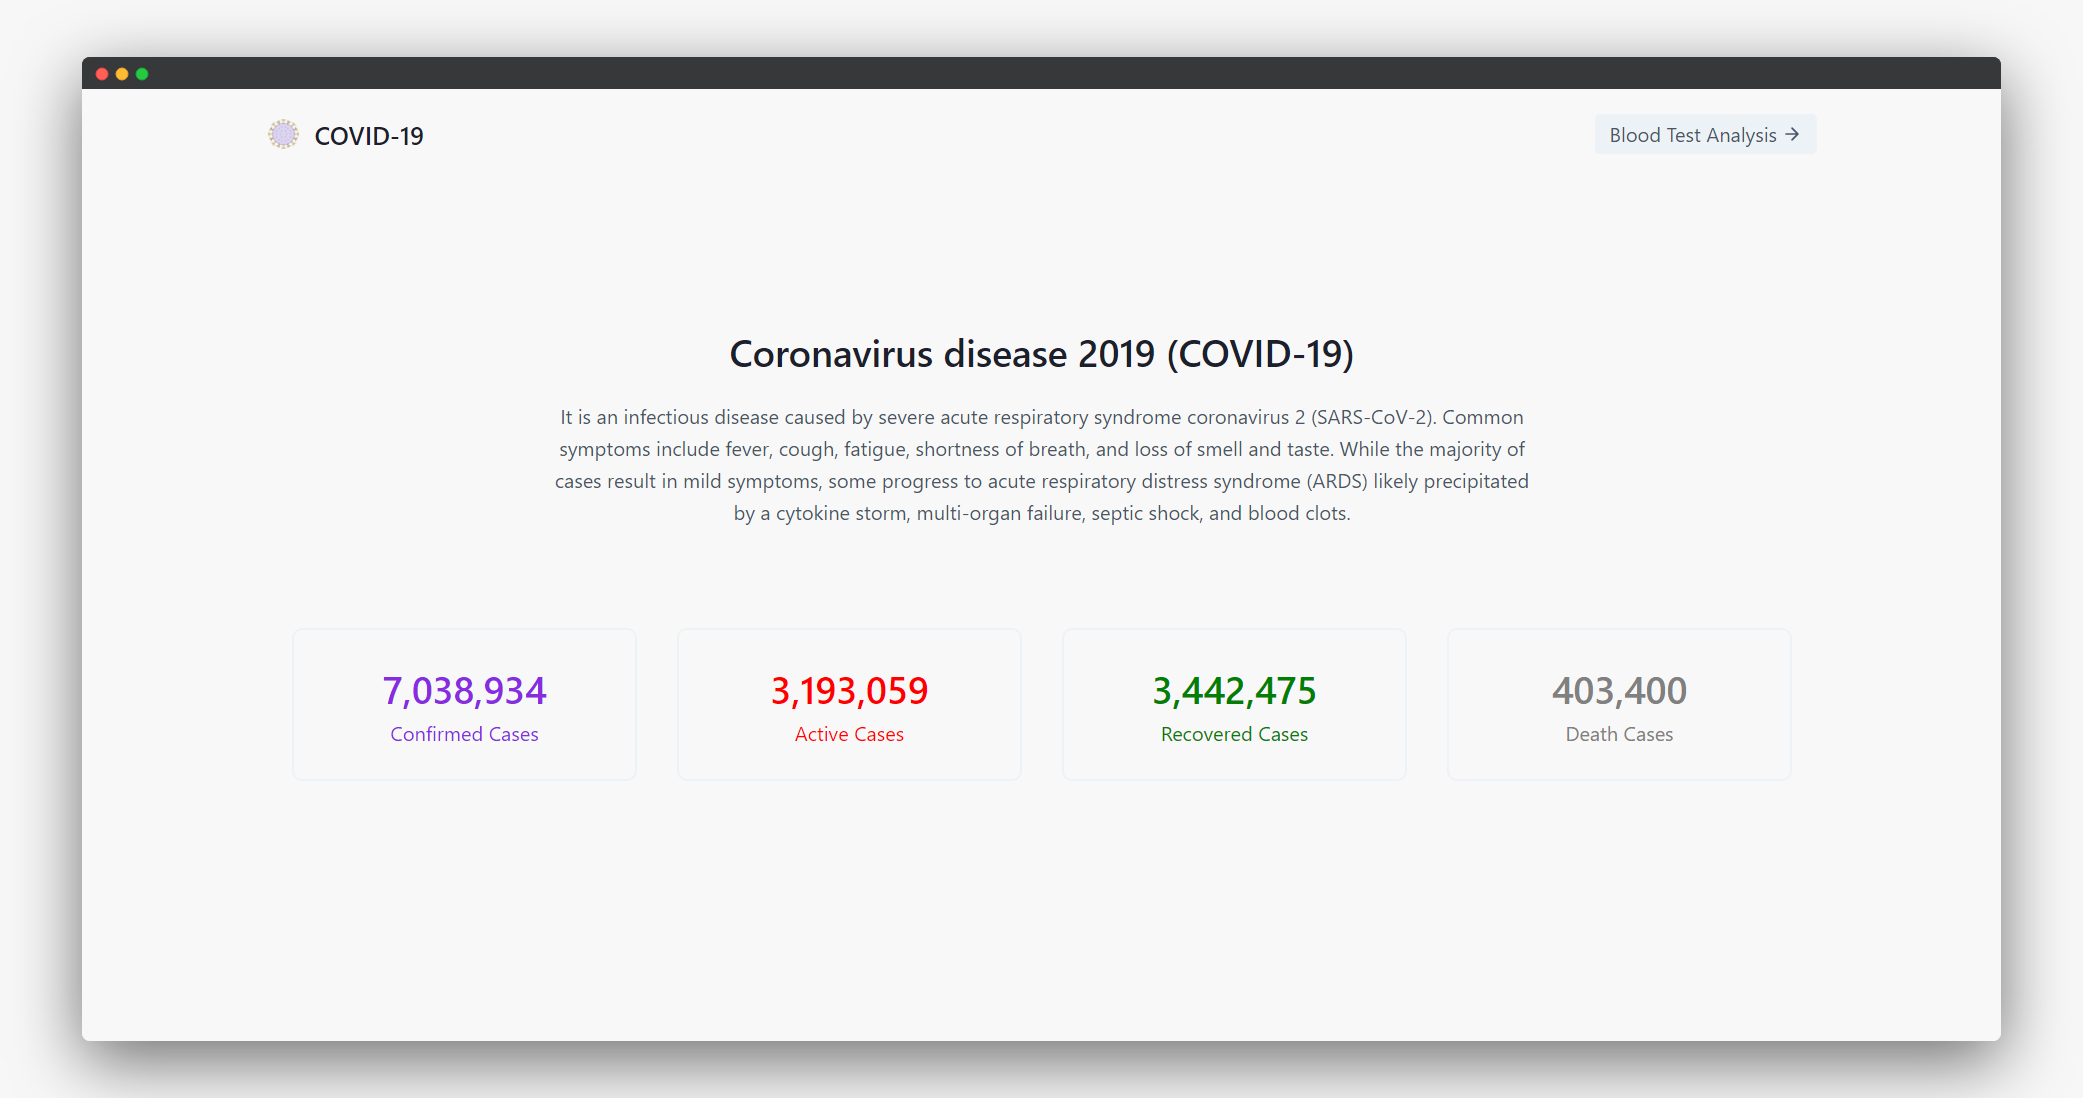 COVID-19
Blood Test Analysis →
Coronavirus disease 2019 (COVID-19)
It is an infectious disease caused by severe acute respiratory syndrome coronavirus 2 (SARS-CoV-2). Common
symptoms include fever, cough, fatigue, shortness of breath, and loss of smell and taste. While the majority of
cases result in mild symptoms, some progress to acute respiratory distress syndrome (ARDS) likely precipitated
by a cytokine storm, multi-organ failure, septic shock, and blood clots.
7,038,934
Confirmed Cases
3,193,059
Active Cases
3,442,475
Recovered Cases
403,400
Death Cases